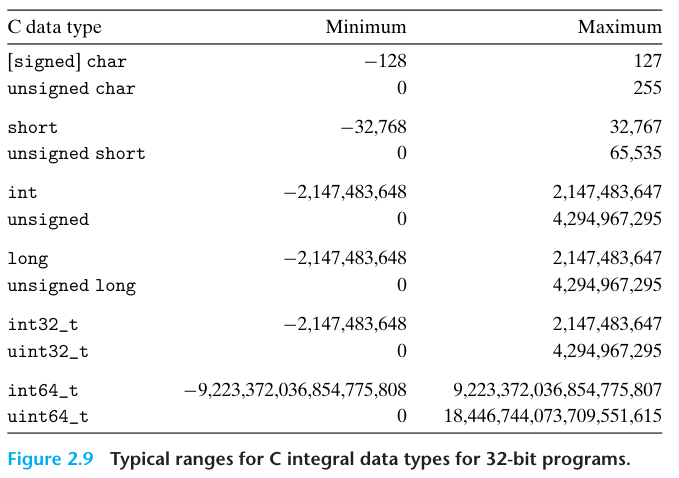 C data type Minimum Maximum
[signed] char −128 127
unsigned char 0 255
short −32,768 32,767
unsigned short 0 65,535
int −2,147,483,648 2,147,483,647
unsigned 0 4,294,967,295
long −2,147,483,648 2,147,483,647
unsigned long 0 4,294,967,295
int32_t −2,147,483,648 2,147,483,647
uint32_t 0 4,294,967,295
int64_t −9,223,372,036,854,775,808 9,223,372,036,854,775,807
uint64_t 0 18,446,744,073,709,551,615
Figure 2.9 Typical ranges for C integral data types for 32-bit programs.